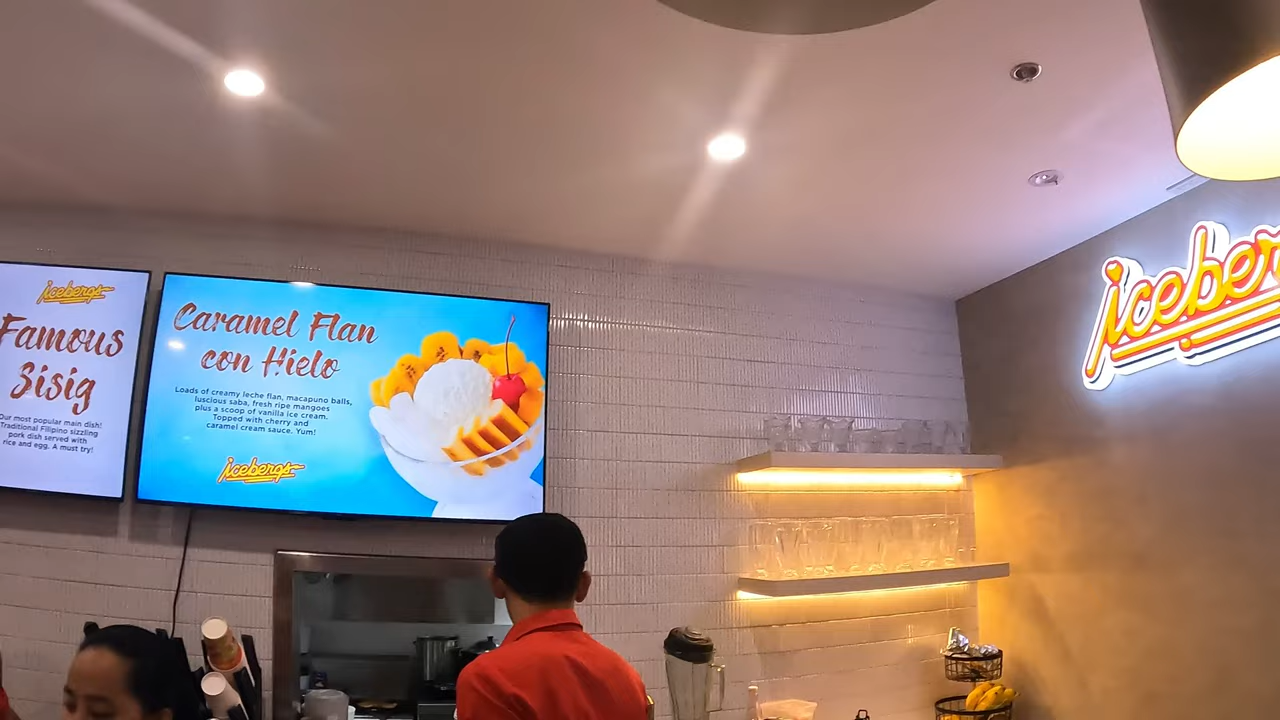 icebergs
Famous
Sisig
Our most popular main dish!
Traditional Filipino sizzling
pork dish served with
rice and egg. A must try!
Caramel Flan
con Hielo
Loads of creamy leche flan, macapuno balls,
luscious saba, fresh ripe mangoes
plus a scoop of vanilla ice cream.
Topped with cherry and
caramel cream sauce. Yum!
icebergs
iceber